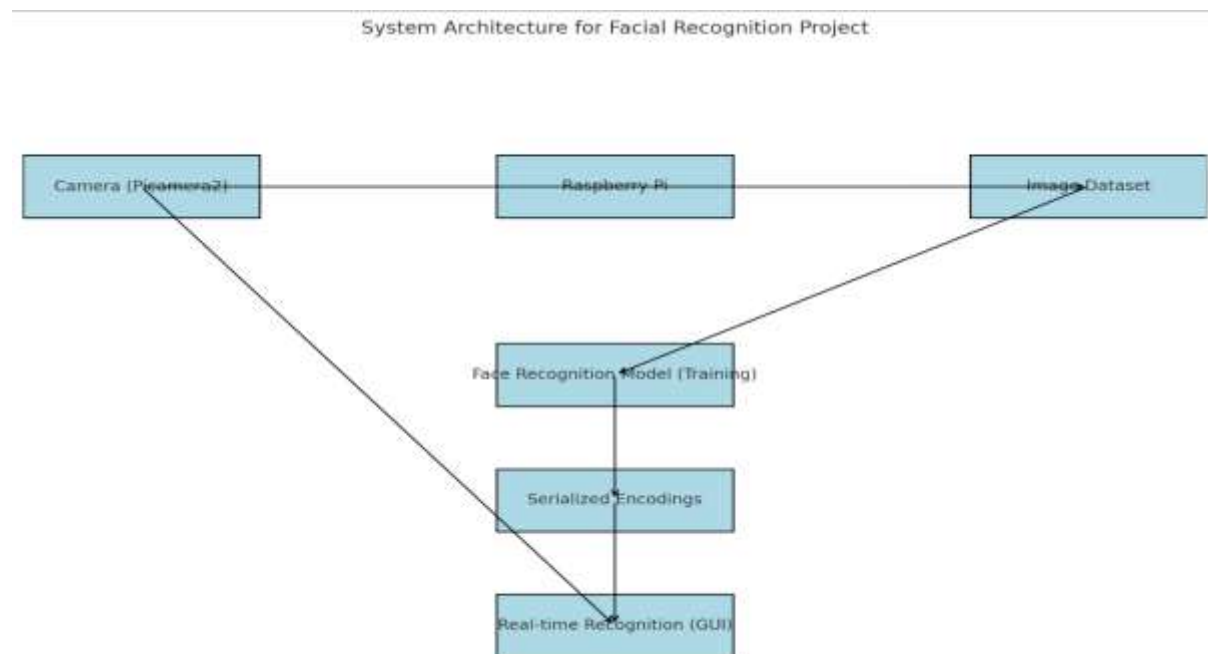 System Architecture for Facial Recognition Project
Camera (Picamera2)
Raspberry Pi
Image Dataset
Face Recognition Model (Training)
Serialized Encodings
Real-time Recognition (GUI)